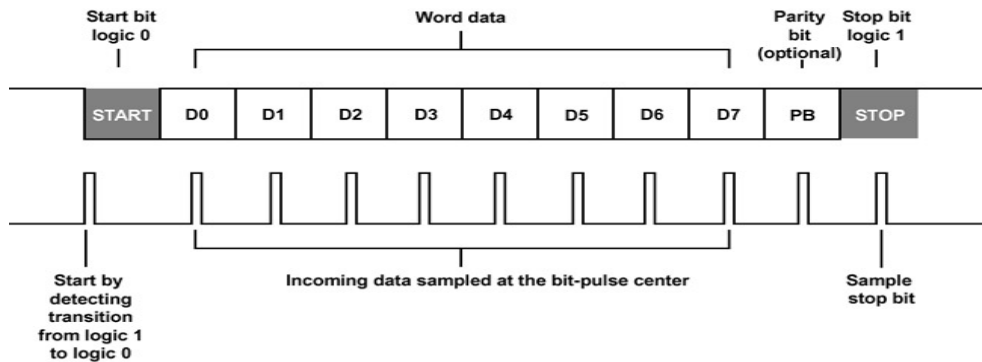 Start bit
logic 0
Word data
Parity
bit
(optional)
Stop bit
logic 1
START
D0
D1
D2
D3
D4
D5
D6
D7
PB
STOP
Start by
detecting
transition
from logic 1
to logic 0
Incoming data sampled at the bit-pulse center
Sample
stop bit